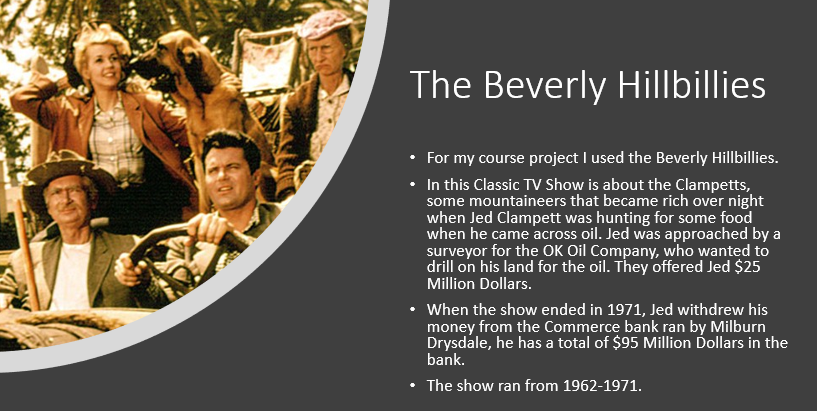 The Beverly Hillbillies
• For my course project I used the Beverly Hillbillies.
• In this Classic TV Show is about the Clampetts,
some mountaineers that became rich over night
when Jed Clampett was hunting for some food
when he came across oil. Jed was approached by a
surveyor for the OK Oil Company, who wanted to
drill on his land for the oil. They offered Jed $25
Million Dollars.
• When the show ended in 1971, Jed withdrew his
money from the Commerce bank ran by Milburn
Drysdale, he has a total of $95 Million Dollars in the
bank.
• The show ran from 1962-1971.